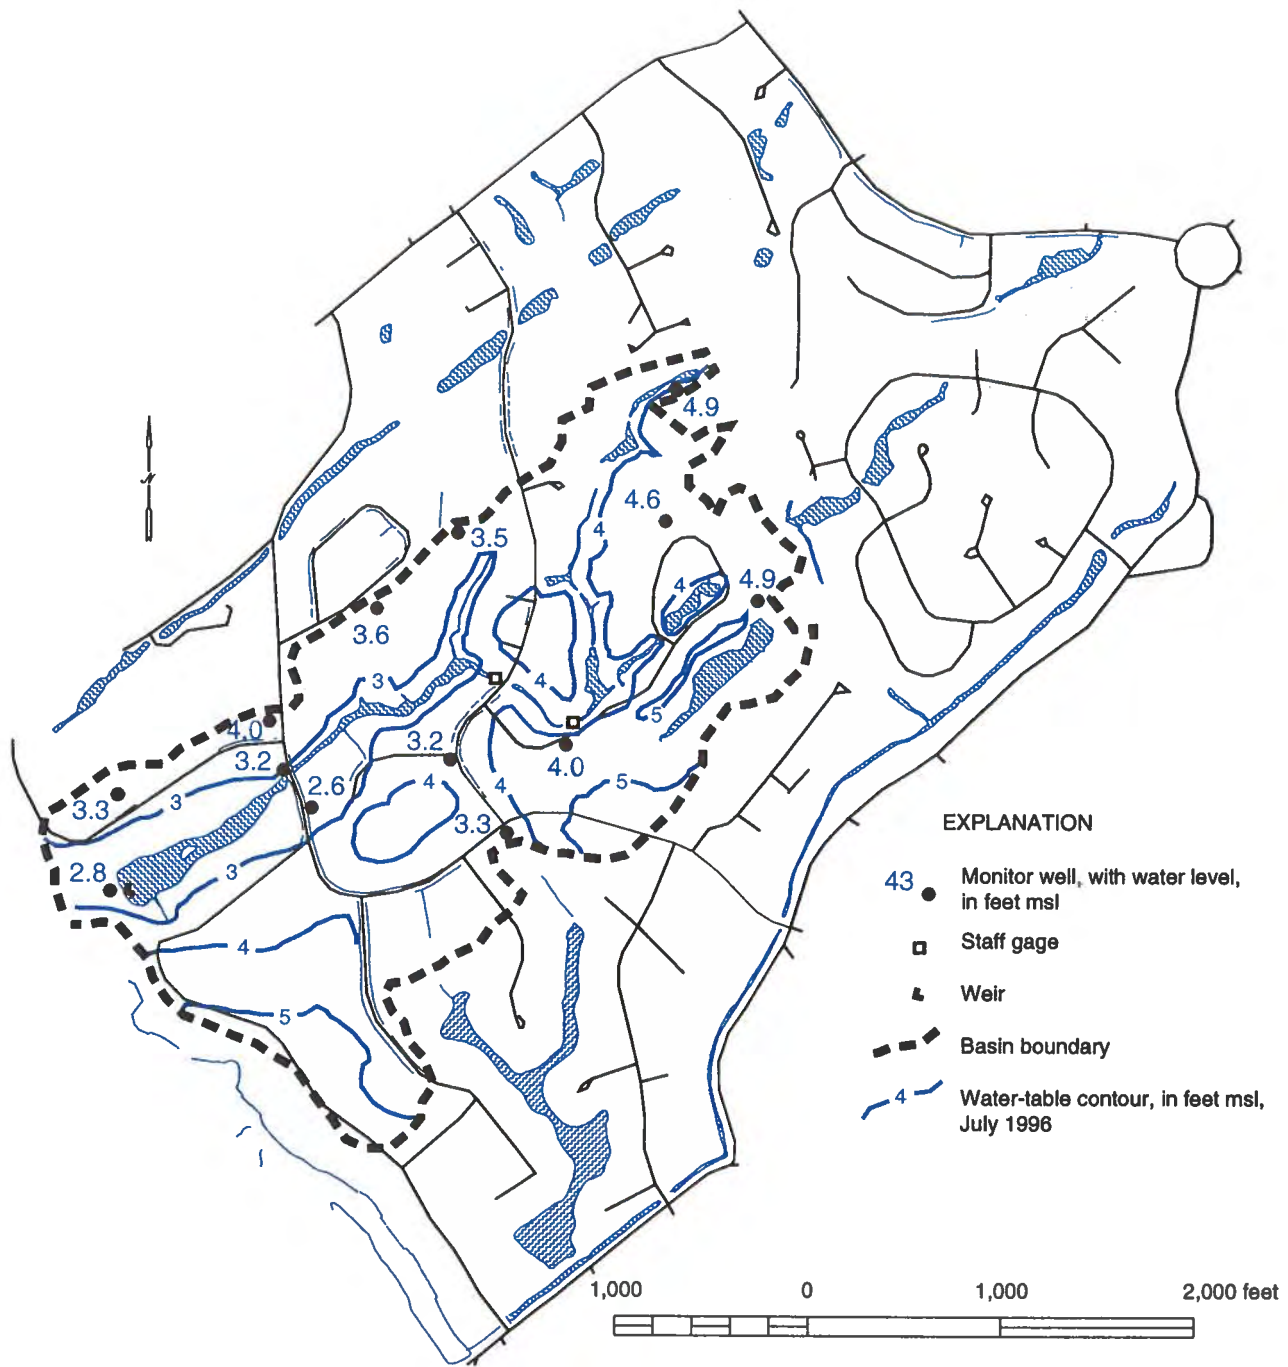 4.9
4.6
4
3.5
4
4.9
3.6
3
4
5
4.0
3.2
3.2
4.0
2.6
4
4
5
3
3.3
3.3
2.8
3
4
5
N
EXPLANATION
43 Monitor well, with water level,
in feet msl
Staff gage
Weir
Basin boundary
4 Water-table contour, in feet msl,
July 1996
1,000 0 1,000 2,000 feet